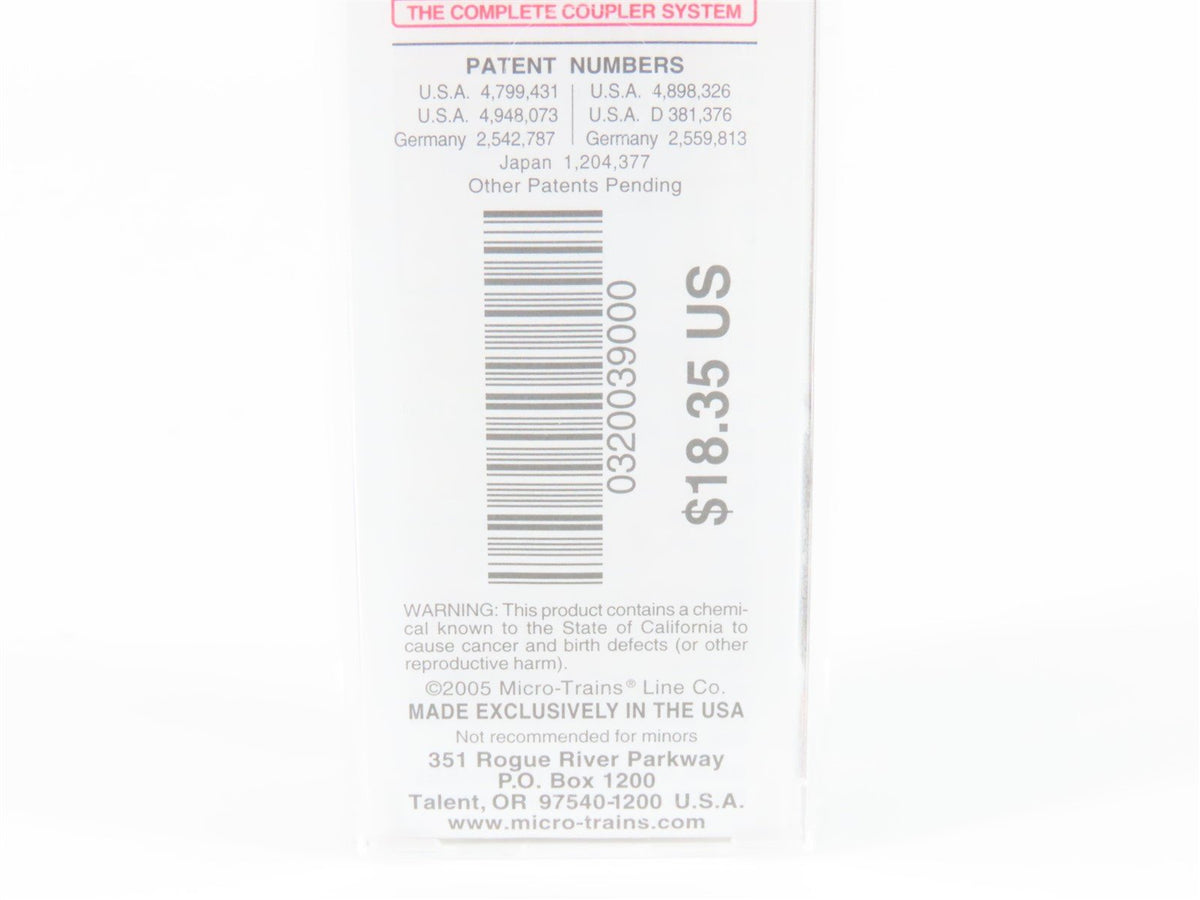 THE COMPLETE COUPLER SYSTEM
PATENT NUMBERS
U.S.A. 4,799,431 U.S.A. 4,898,326
U.S.A. 4,948,073 U.S.A. D 381,376
Germany 2,542,787 Germany 2,559,813
Japan 1,204,377
Other Patents Pending
0320039000
$18.35 US
WARNING: This product contains a chemi-
cal known to the State of California to
cause cancer and birth defects (or other
reproductive harm).
©2005 Micro-Trains® Line Co.
MADE EXCLUSIVELY IN THE USA
Not recommended for minors
351 Rogue River Parkway
P.O. Box 1200
Talent, OR 97540-1200 U.S.A.
www.micro-trains.com